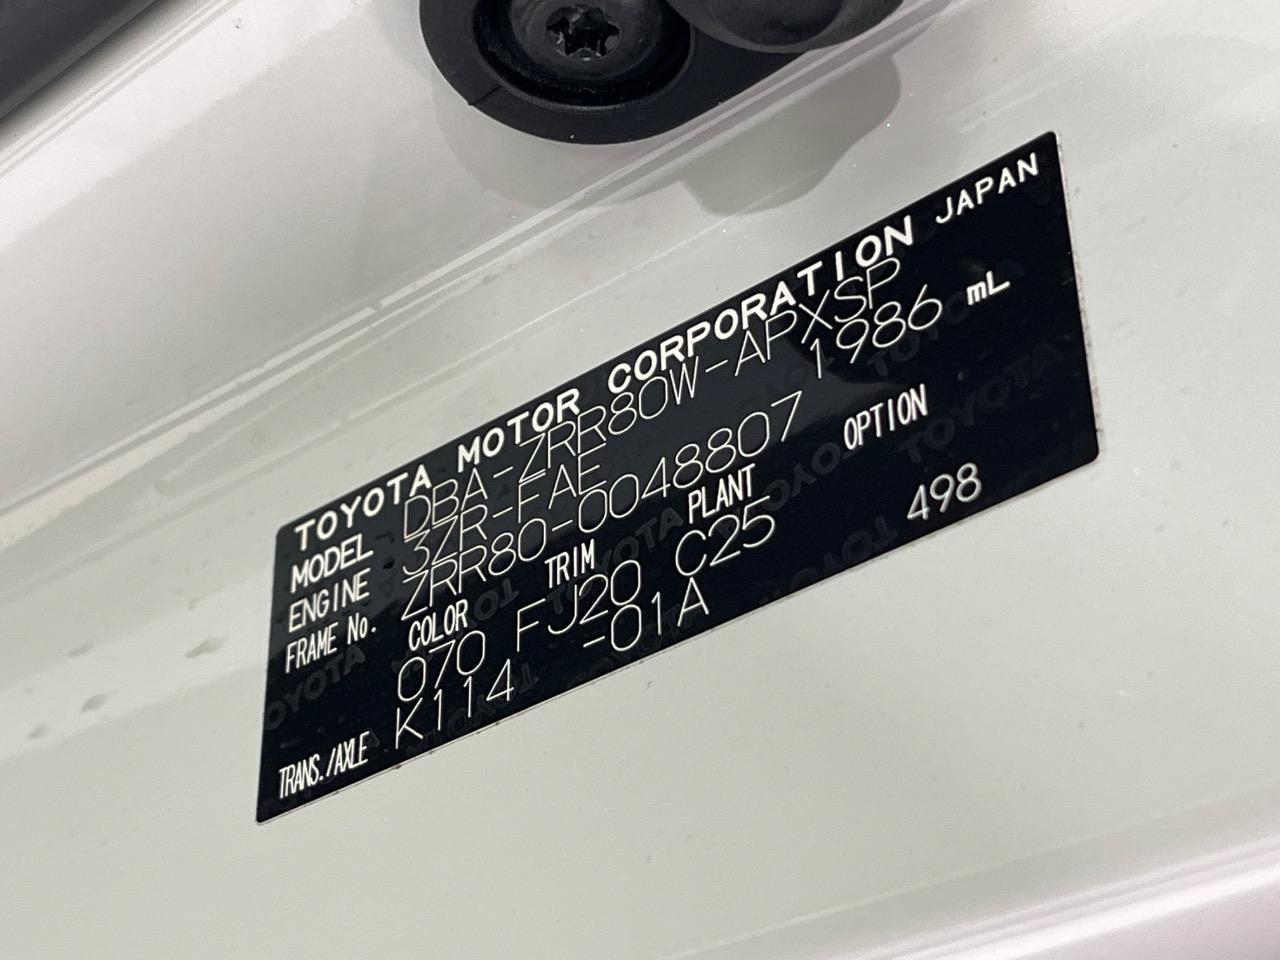 TOYOTA MOTOR CORPORATION JAPAN
MODEL DBA-ZRR80W-APXSP
ENGINE 3ZR-FAE 1986 mL
FRAME No. ZRR80-0048807
COLOR TRIM PLANT OPTION
070 FJ20 C25 498
TRANS./AXLE K114 -01A